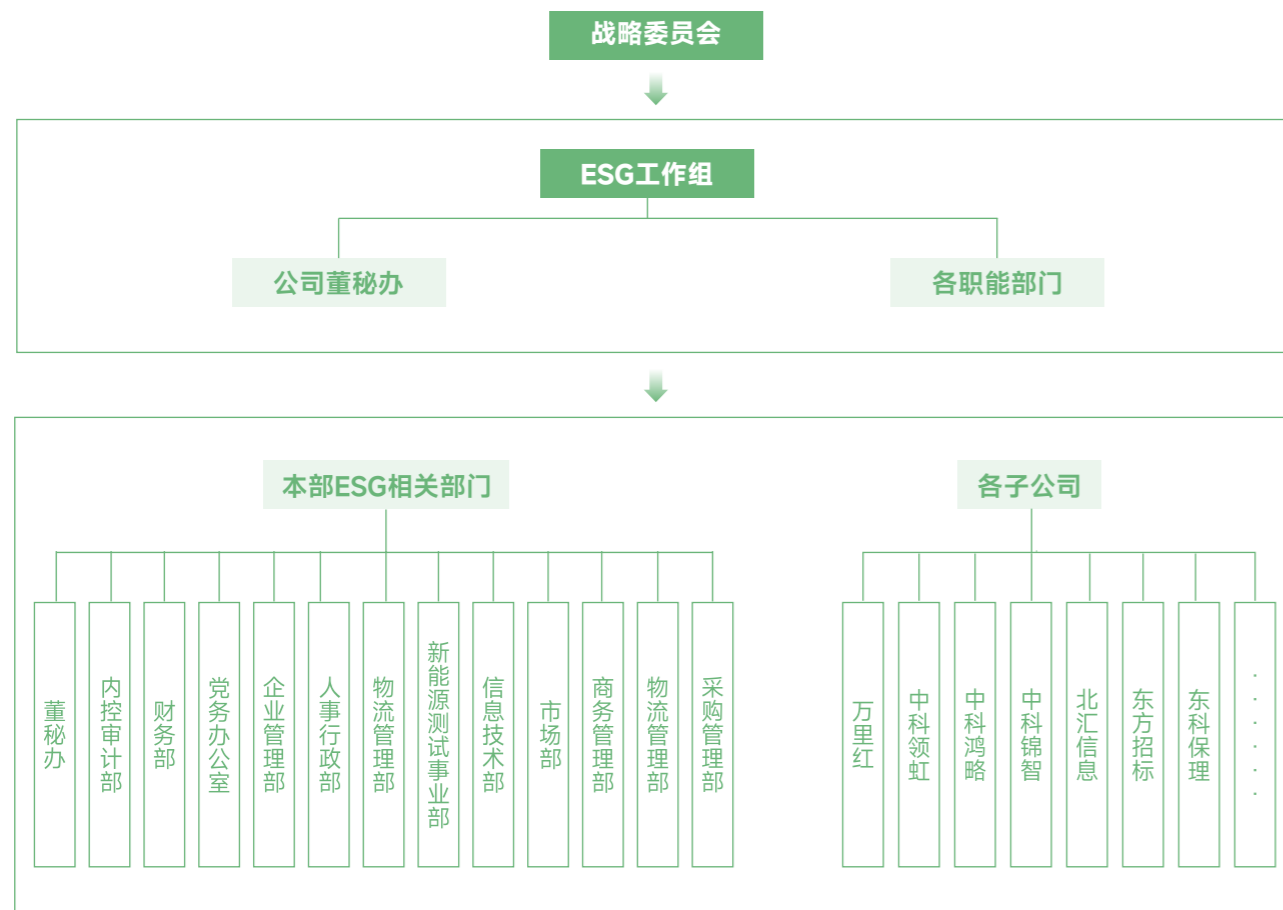 战略委员会
ESG工作组
公司董秘办
各职能部门
本部ESG相关部门
各子公司
董秘办
内控审计部
财务部
党务办公室
企业管理部
人事行政部
物流管理部
新能源测试事业部
信息技术部
市场部
商务管理部
物流管理部
采购管理部
万里红
中科领虹
中科鸿略
中科锦智
北汇信息
东方招标
东科保理
......